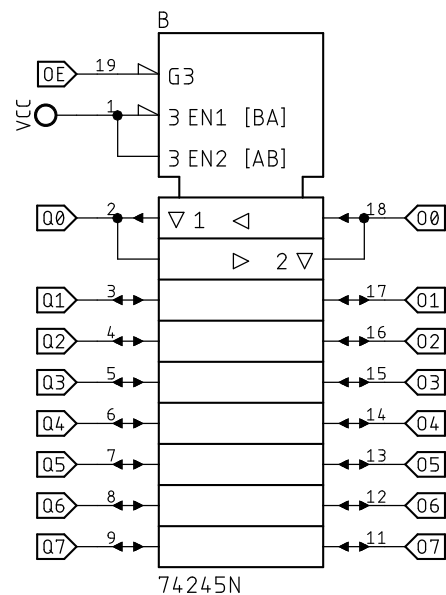 B
OE 19 G3
VCC 1 3 EN1 [BA]
3 EN2 [AB]
Q0 2 ▽ 1 ◁ 18 O0
▷ 2 ▽
Q1 3 17 O1
Q2 4 16 O2
Q3 5 15 O3
Q4 6 14 O4
Q5 7 13 O5
Q6 8 12 O6
Q7 9 11 O7
74245N